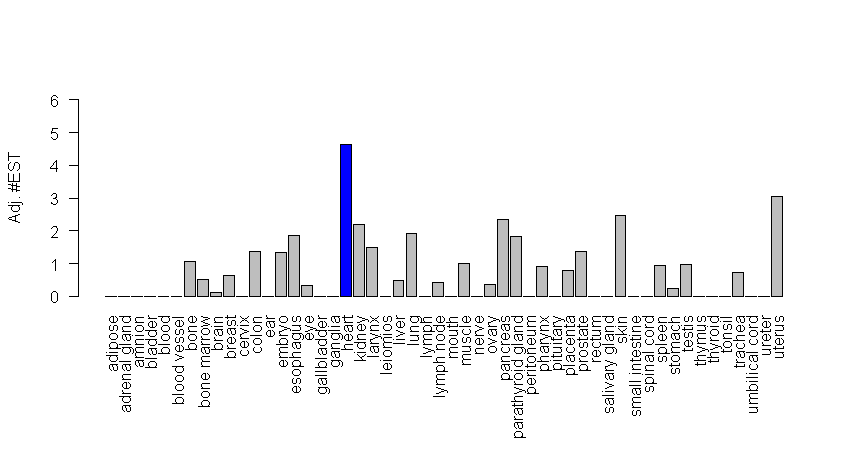 Adj. #EST
6
5
4
3
2
1
0
adipose
adrenal gland
amnion
bladder
blood
blood vessel
bone
bone marrow
brain
breast
cervix
colon
ear
embryo
esophagus
eye
gallbladder
ganglia
heart
kidney
larynx
leiomios
liver
lung
lymph
lymph node
mouth
muscle
nerve
ovary
pancreas
parathyroid gland
peritoneum
pharynx
pituitary
placenta
prostate
rectum
salivary gland
skin
small intestine
spinal cord
spleen
stomach
testis
thymus
thyroid
tonsil
trachea
umbilical cord
ureter
uterus